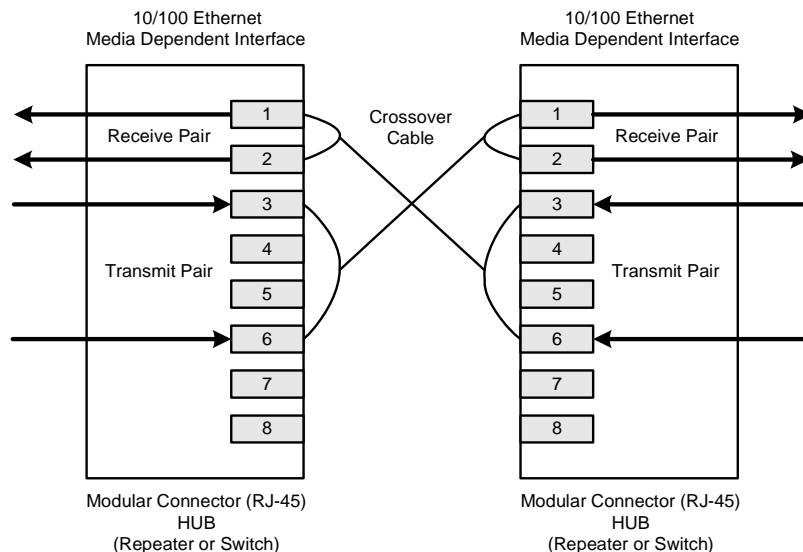 10/100 Ethernet
Media Dependent Interface
10/100 Ethernet
Media Dependent Interface
1
Receive Pair
2
3
4
Transmit Pair
5
6
7
8
Crossover
Cable
1
Receive Pair
2
3
4
Transmit Pair
5
6
7
8
Modular Connector (RJ-45)
HUB
(Repeater or Switch)
Modular Connector (RJ-45)
HUB
(Repeater or Switch)